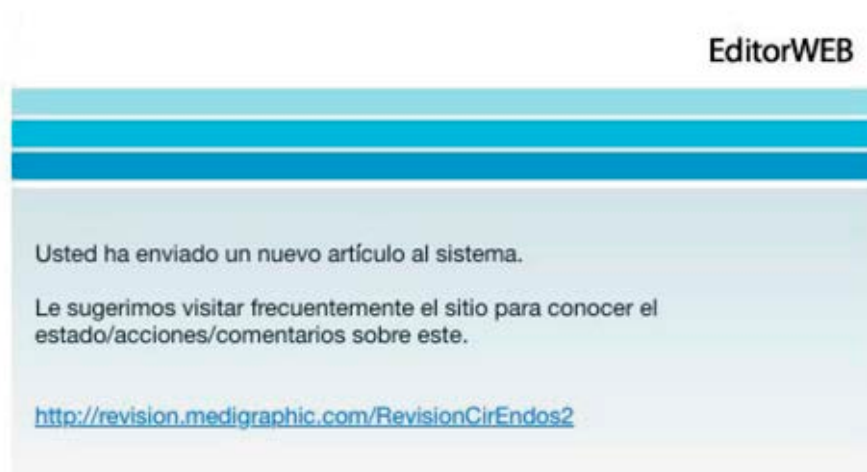 EditorWEB
Usted ha enviado un nuevo artículo al sistema.
Le sugerimos visitar frecuentemente el sitio para conocer el
estado/acciones/comentarios sobre este.
http://revision.medigraphic.com/RevisionCirEndos2